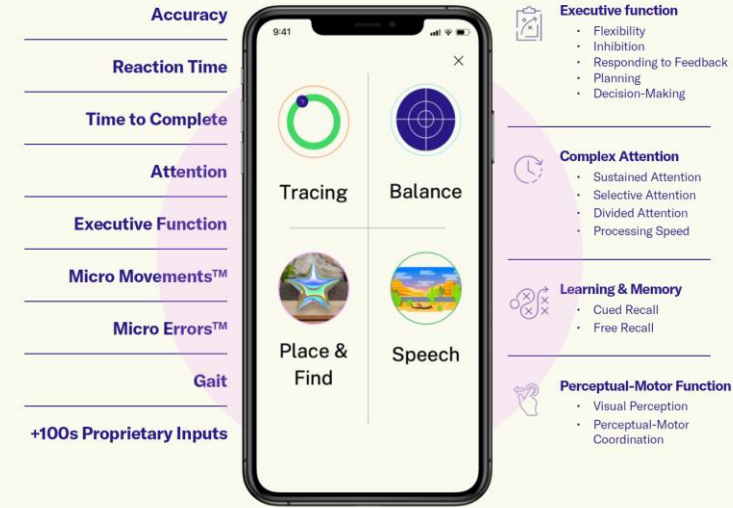 Accuracy
Reaction Time
Time to Complete
Attention
Executive Function
Micro Movements™
Micro Errors™
Gait
+100s Proprietary Inputs
9:41
Tracing
Balance
Place &
Find
Speech
Executive function
• Flexibility
• Inhibition
• Responding to Feedback
• Planning
• Decision-Making
Complex Attention
• Sustained Attention
• Selective Attention
• Divided Attention
• Processing Speed
Learning & Memory
• Cued Recall
• Free Recall
Perceptual-Motor Function
• Visual Perception
• Perceptual-Motor
Coordination